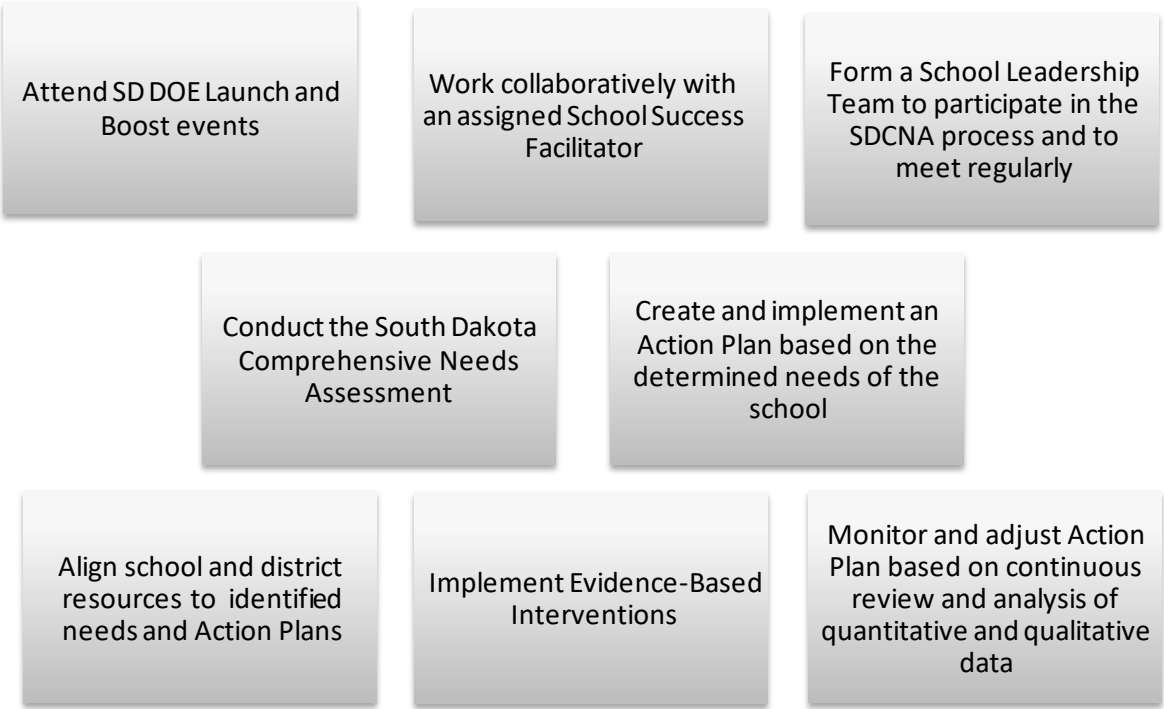 Attend SD DOE Launch and
Boost events
Work collaboratively with
an assigned School Success
Facilitator
Form a School Leadership
Team to participate in the
SDCNA process and to
meet regularly
Conduct the South Dakota
Comprehensive Needs
Assessment
Create and implement an
Action Plan based on the
determined needs of the
school
Align school and district
resources to identified
needs and Action Plans
Implement Evidence-Based
Interventions
Monitor and adjust Action
Plan based on continuous
review and analysis of
quantitative and qualitative
data